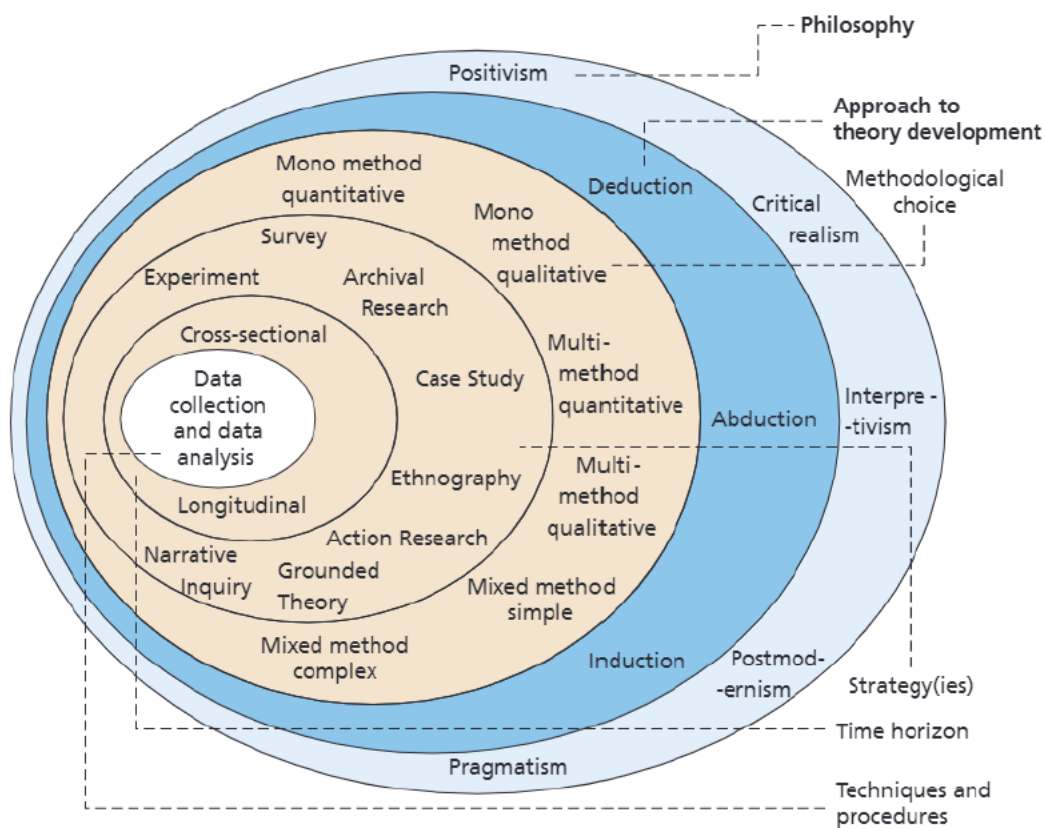 Philosophy
Positivism
Approach to
theory development
Mono method
quantitative
Deduction
Methodological
choice
Mono
method
qualitative
Critical
realism
Survey
Experiment
Archival
Research
Cross-sectional
Multi-
method
quantitative
Case Study
Data
collection
and data
analysis
Interpre -
-tivism
Abduction
Ethnography
Multi-
method
qualitative
Longitudinal
Action Research
Narrative
Inquiry
Grounded
Theory
Mixed method
simple
Mixed method
complex
Induction
Postmod-
-ernism
Strategy(ies)
Time horizon
Pragmatism
Techniques and
procedures